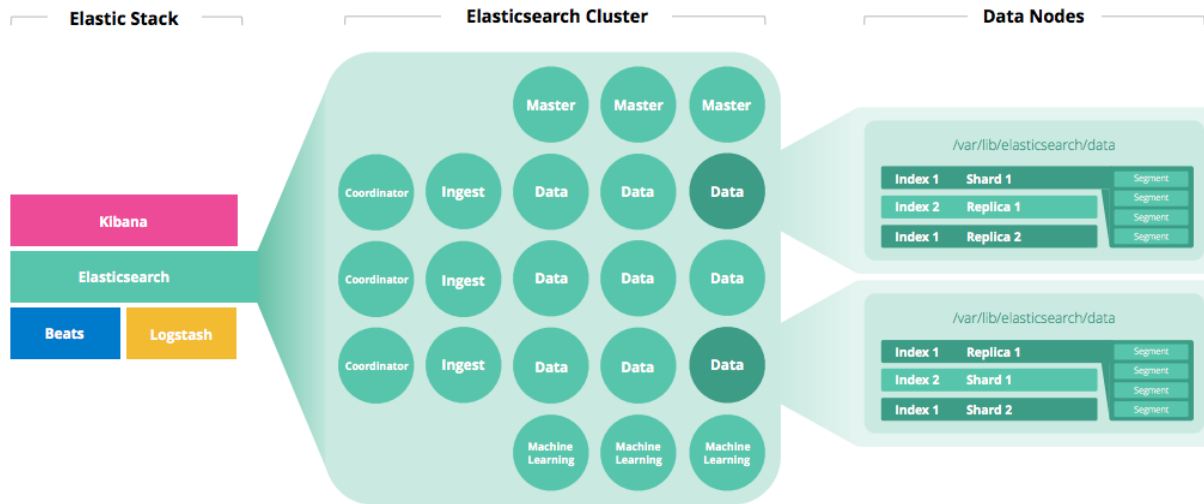 Elastic Stack
Elasticsearch Cluster
Data Nodes
Kibana
Elasticsearch
Beats
Logstash
Master
Master
Master
Coordinator
Ingest
Data
Data
Data
Coordinator
Ingest
Data
Data
Data
Coordinator
Ingest
Data
Data
Data
Machine
Learning
Machine
Learning
Machine
Learning
/var/lib/elasticsearch/data
Index 1 Shard 1
Index 2 Replica 1
Index 1 Replica 2
Segment
Segment
Segment
Segment
/var/lib/elasticsearch/data
Index 1 Replica 1
Index 2 Shard 1
Index 1 Shard 2
Segment
Segment
Segment
Segment